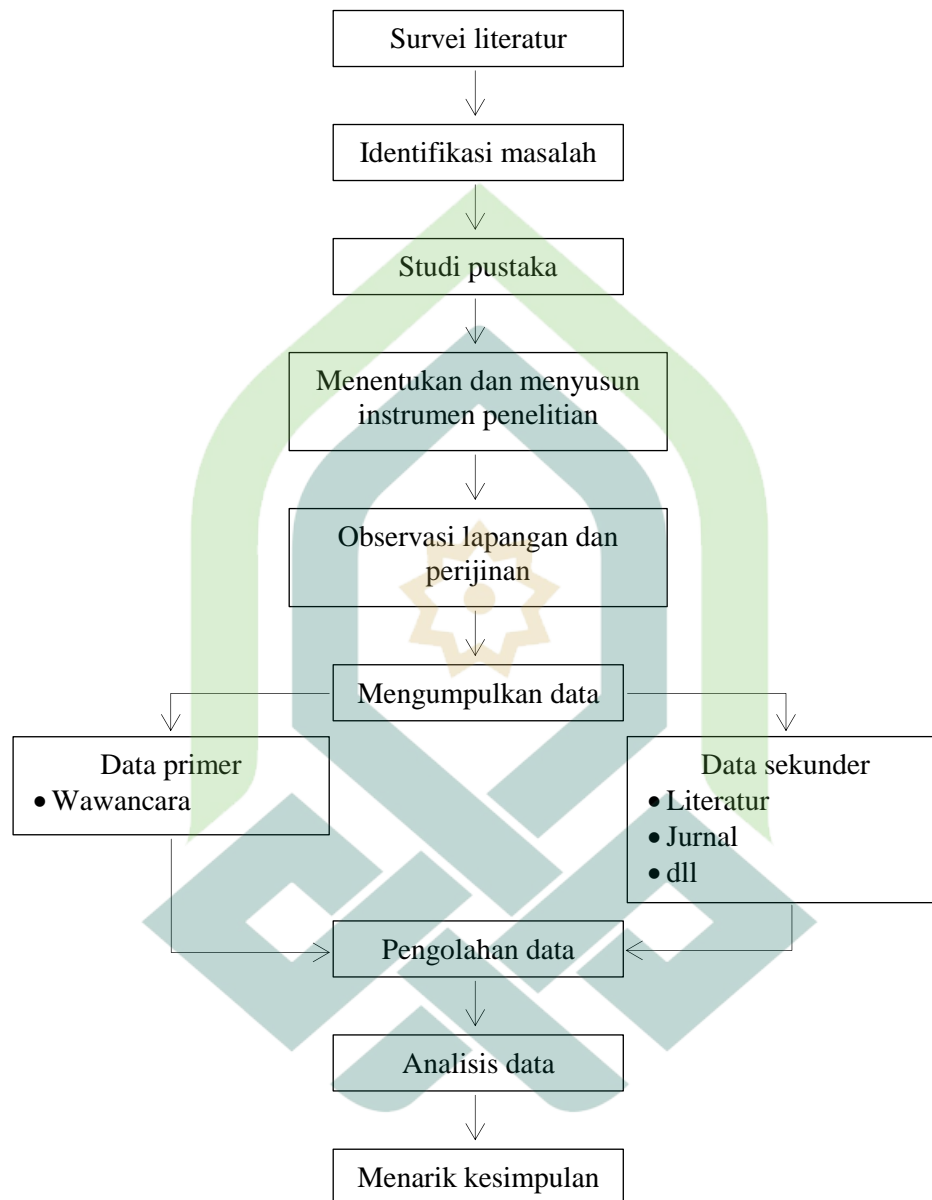 Survei literatur
Identifikasi masalah
Studi pustaka
Menentukan dan menyusun
instrumen penelitian
Observasi lapangan dan
perijinan
Mengumpulkan data
Data primer
• Wawancara
Data sekunder
• Literatur
• Jurnal
• dll
Pengolahan data
Analisis data
Menarik kesimpulan